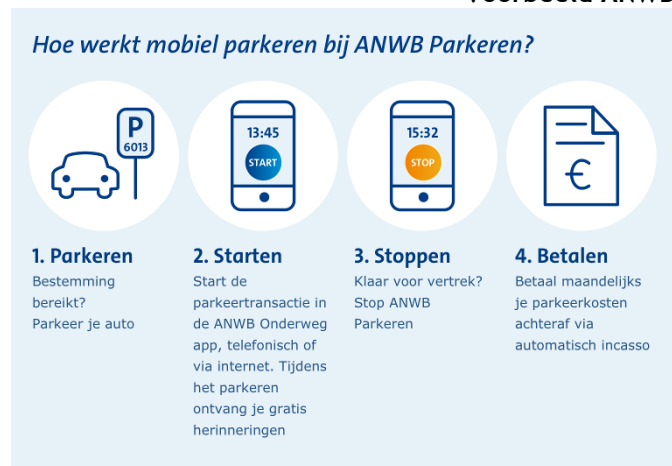 Voorbeeld ANWB
Hoe werkt mobiel parkeren bij ANWB Parkeren?
P
6013
13:45
START
15:32
STOP
€
1. Parkeren
Bestemming
bereikt?
Parkeer je auto
2. Starten
Start de
parkeertransactie in
de ANWB Onderweg
app, telefonisch of
via internet. Tijdens
het parkeren
ontvang je gratis
herinneringen
3. Stoppen
Klaar voor vertrek?
Stop ANWB
Parkeren
4. Betalen
Betaal maandelijks
je parkeerkosten
achteraf via
automatisch incasso